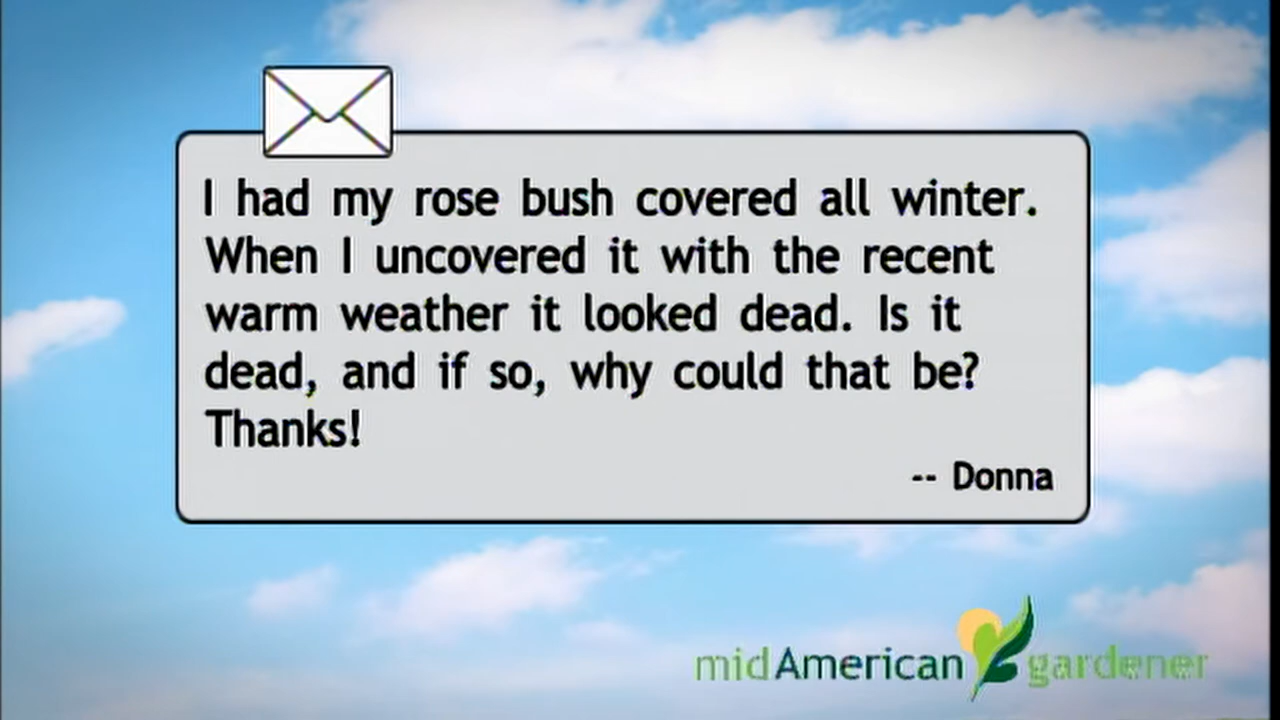 I had my rose bush covered all winter.
When I uncovered it with the recent
warm weather it looked dead. Is it
dead, and if so, why could that be?
Thanks!
-- Donna
midAmerican gardener